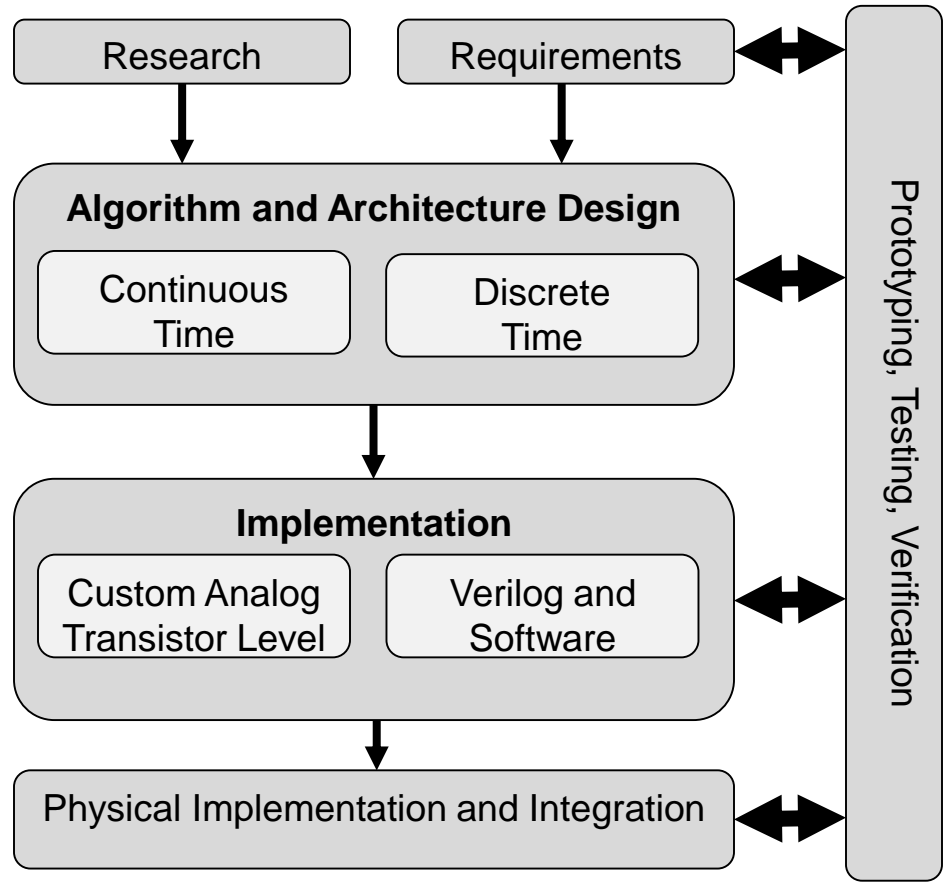 Research
Requirements
Algorithm and Architecture Design
Continuous
Time
Discrete
Time
Implementation
Custom Analog
Transistor Level
Verilog and
Software
Physical Implementation and Integration
Prototyping, Testing, Verification